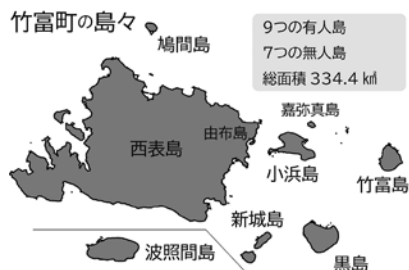 竹富町の島々
鳩間島
9つの有人島
7つの無人島
総面積 334.4 ㎢
嘉弥真島
由布島
西表島
小浜島
竹富島
新城島
波照間島
黒島